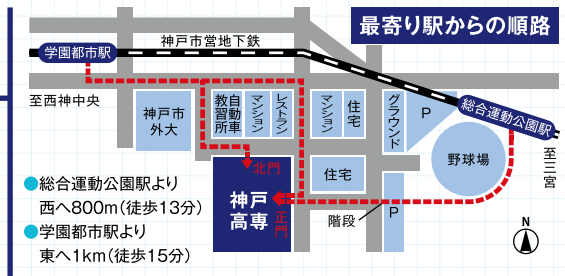 最寄り駅からの順路
神戸市営地下鉄
学園都市駅
総合運動公園駅
至西神中央
至三宮
神戸市
外大
自動車
教習所
マンション
レストラン
マンション
住宅
グラウンド
P
野球場
北門
住宅
神戸
高専
正門
階段
P
N
総合運動公園駅より
西へ800m(徒歩13分)
学園都市駅より
東へ1km(徒歩15分)